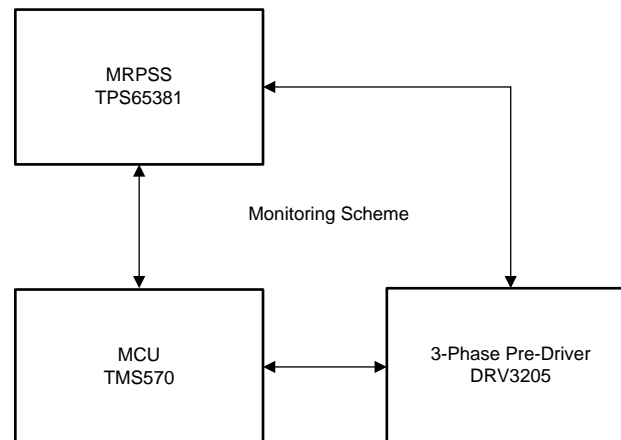 MRPSS
TPS65381
Monitoring Scheme
MCU
TMS570
3-Phase Pre-Driver
DRV3205